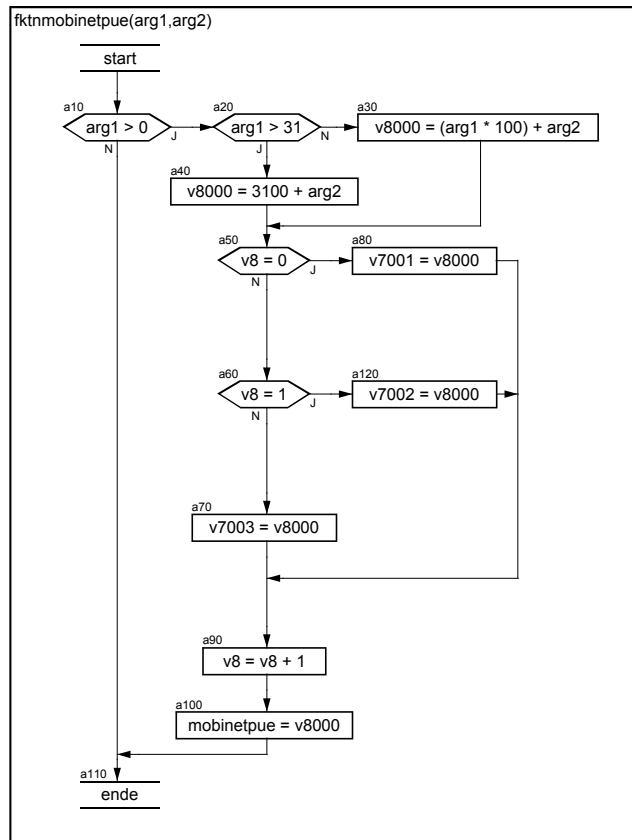 fktnmobinetpue(arg1,arg2)
start
a10
arg1 > 0
J
N
a20
arg1 > 31
N
J
a30
v8000 = (arg1 * 100) + arg2
a40
v8000 = 3100 + arg2
a50
v8 = 0
J
N
a80
v7001 = v8000
a60
v8 = 1
J
N
a120
v7002 = v8000
a70
v7003 = v8000
a90
v8 = v8 + 1
a100
mobinetpue = v8000
a110
ende